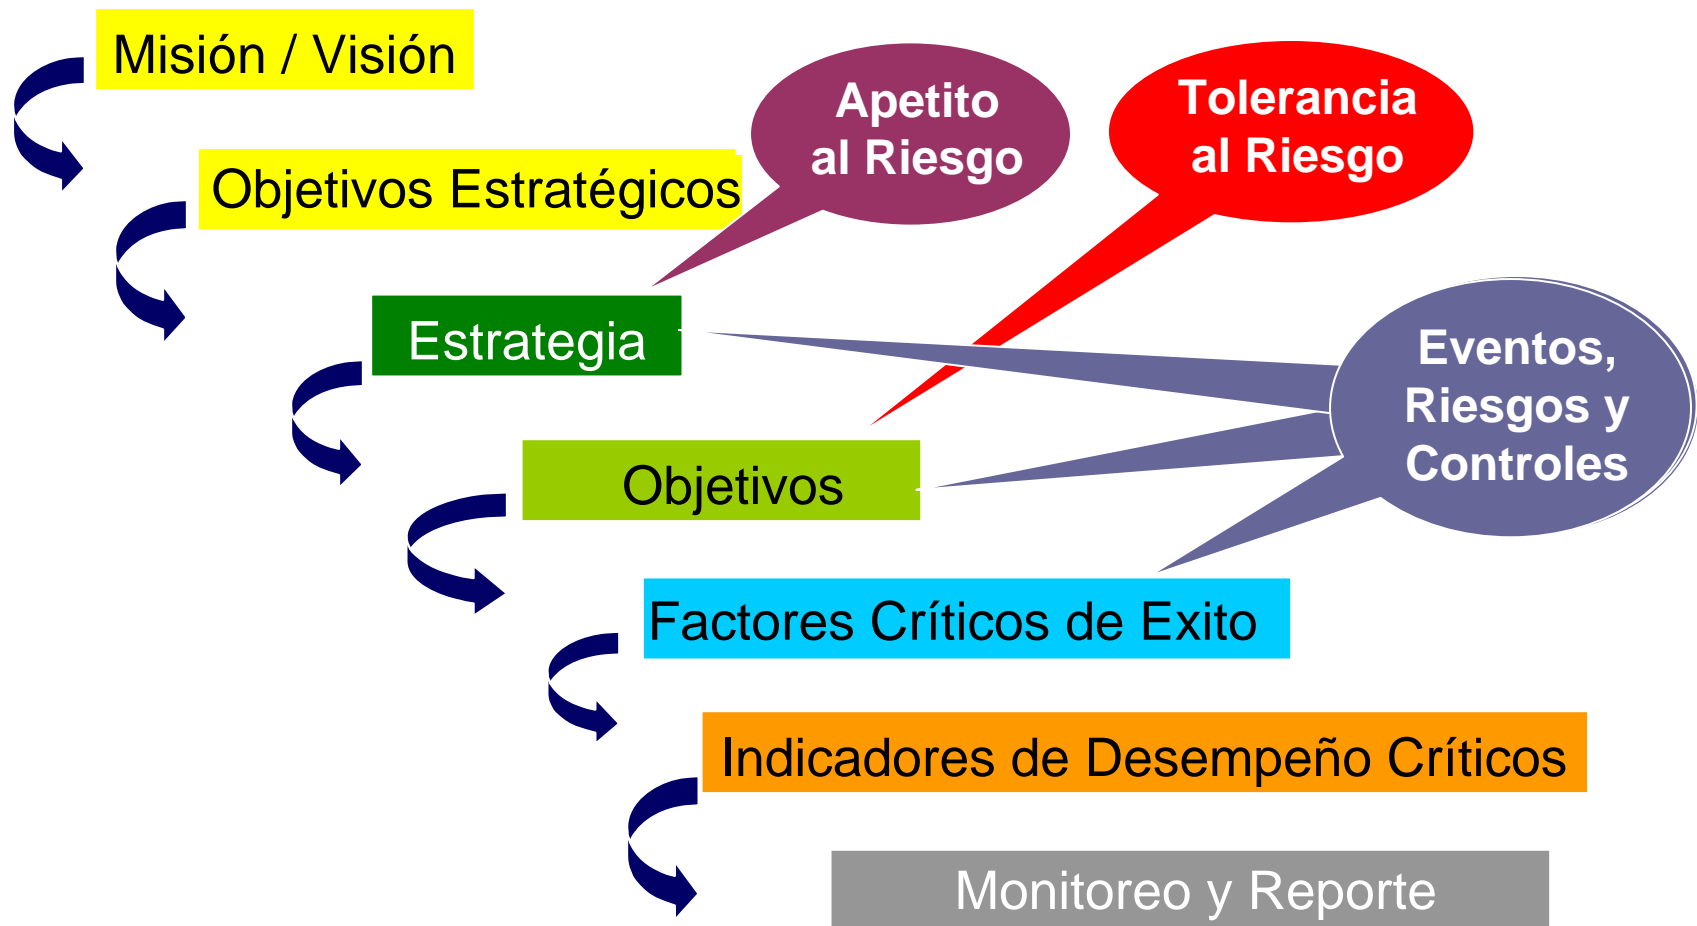 Misión / Visión
Objetivos Estratégicos
Apetito
al Riesgo
Tolerancia
al Riesgo
Estrategia
Eventos,
Riesgos y
Controles
Objetivos
Factores Críticos de Exito
Indicadores de Desempeño Críticos
Monitoreo y Reporte